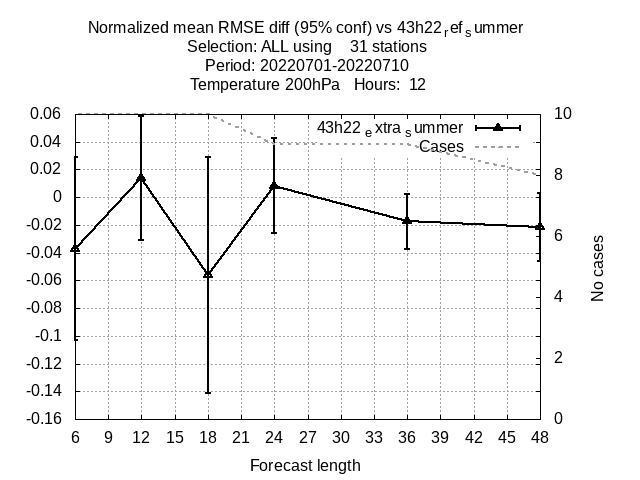 Normalized mean RMSE diff (95% conf) vs 43h22ᵣefₛummer
Selection: ALL using    31 stations
Period: 20220701-20220710
Temperature 200hPa   Hours:  12
43h22ₑxtraₛummer
Cases
0.06
0.04
0.02
0
-0.02
-0.04
-0.06
-0.08
-0.1
-0.12
-0.14
-0.16
10
8
6
4
2
0
No cases
6 9 12 15 18 21 24 27 30 33 36 39 42 45 48
Forecast length